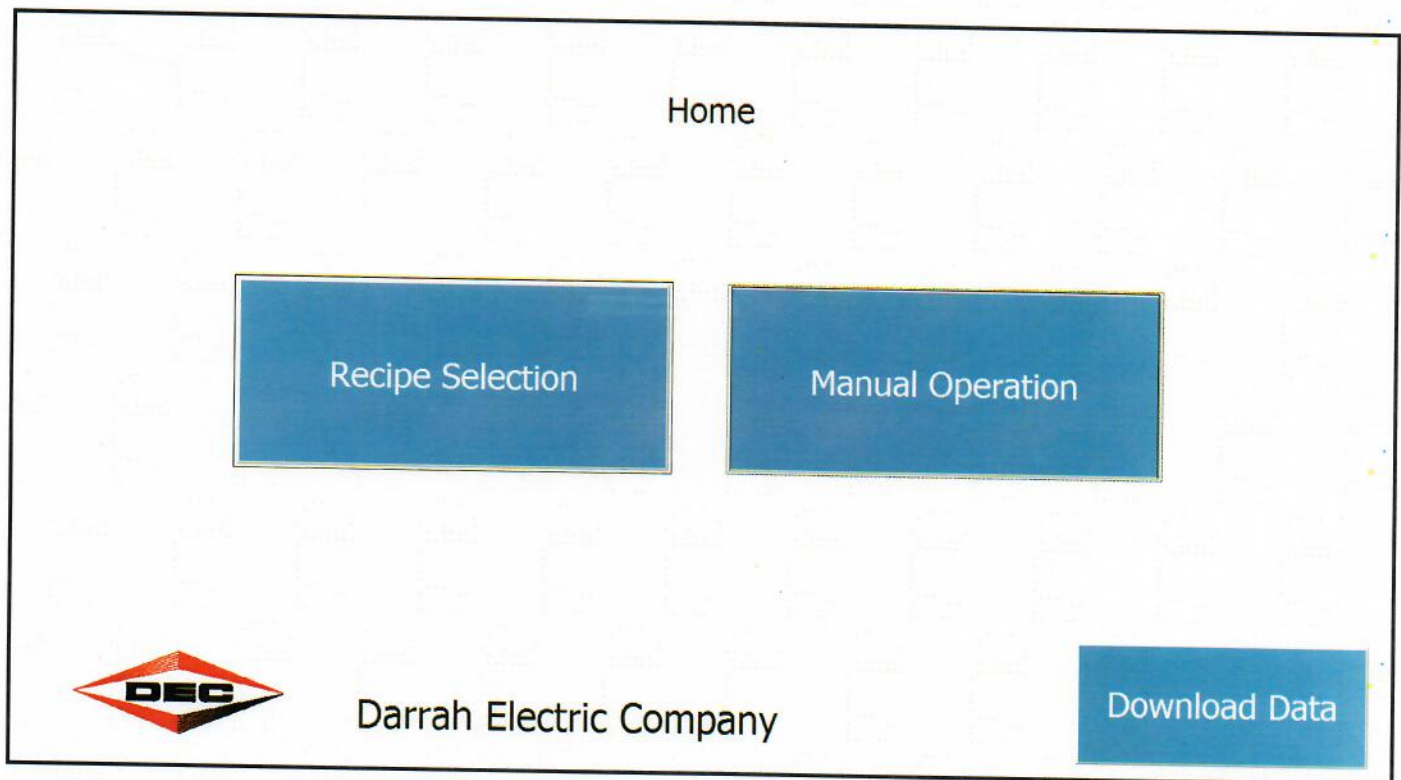 Home
Recipe Selection
Manual Operation
DEC
Darrah Electric Company
Download Data